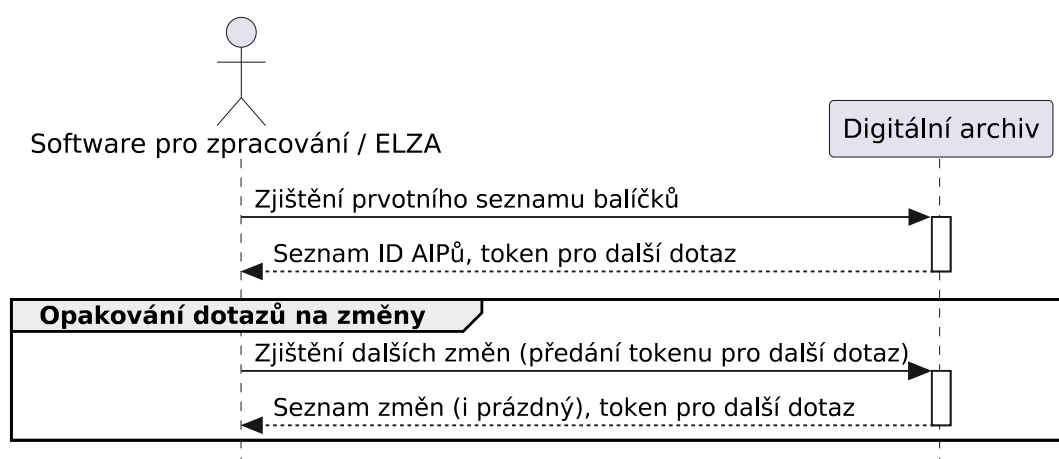 Software pro zpracování / ELZA
Digitální archiv
Zjištění prvotního seznamu balíčků
Seznam ID AIPů, token pro další dotaz
Opakování dotazů na změny
Zjištění dalších změn (předání tokenu pro další dotaz)
Seznam změn (i prázdný), token pro další dotaz